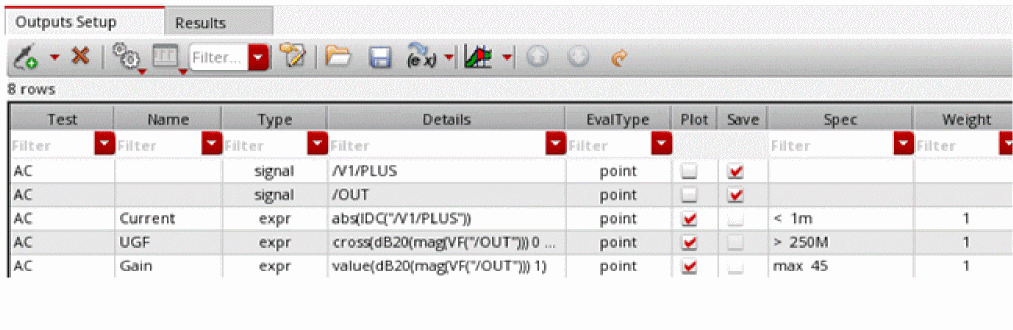 Outputs Setup Results
Filter... (e x)
8 rows
Test Name Type Details EvalType Plot Save Spec Weight
Filter Filter Filter Filter Filter Filter Filter
AC signal /V1/PLUS point
AC signal /OUT point
AC Current expr abs(IDC("/V1/PLUS")) point < 1m 1
AC UGF expr cross(dB20(mag(VF("/OUT"))) 0 ... point > 250M 1
AC Gain expr value(dB20(mag(VF("/OUT"))) 1) point max 45 1